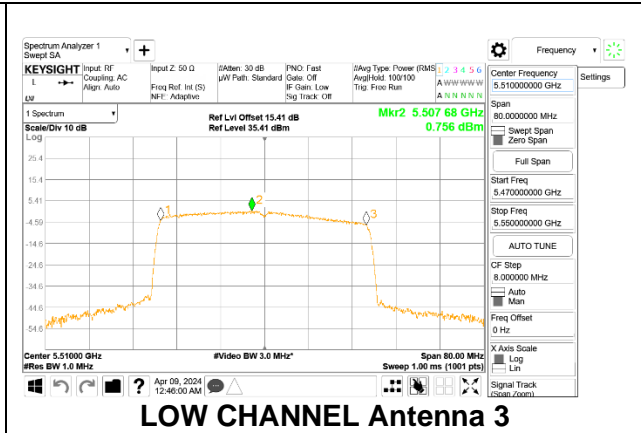 Spectrum Analyzer 1
Swept SA
+
Frequency
KEYSIGHT
L
Input: RF
Coupling: AC
Align: Auto
Input Z: 50 Ω
Freq Ref: Int (S)
NFE: Adaptive
#Atten: 30 dB
µW Path: Standard
PNO: Fast
Gate: Off
IF Gain: Low
Sig Track: Off
#Avg Type: Power (RMS
Avg|Hold: 100/100
Trig: Free Run
1 2 3 4 5 6
A W W W W W
A N N N N N
1 Spectrum
Scale/Div 10 dB
Log
Ref Lvl Offset 15.41 dB
Ref Level 35.41 dBm
Mkr2 5.507 68 GHz
0.756 dBm
25.4
15.4
5.41
-4.59
-14.6
-24.6
-34.6
-44.6
-54.6
1
2
3
Center 5.51000 GHz
#Res BW 1.0 MHz
#Video BW 3.0 MHz*
Span 80.00 MHz
Sweep 1.00 ms (1001 pts)
Center Frequency
5.510000000 GHz
Settings
Span
80.0000000 MHz
Swept Span
Zero Span
Full Span
Start Freq
5.470000000 GHz
Stop Freq
5.550000000 GHz
AUTO TUNE
CF Step
8.000000 MHz
Auto
Man
Freq Offset
0 Hz
X Axis Scale
Log
Lin
Signal Track
(Span Zoom)
?
Apr 09, 2024
12:46:00 AM
LOW CHANNEL Antenna 3